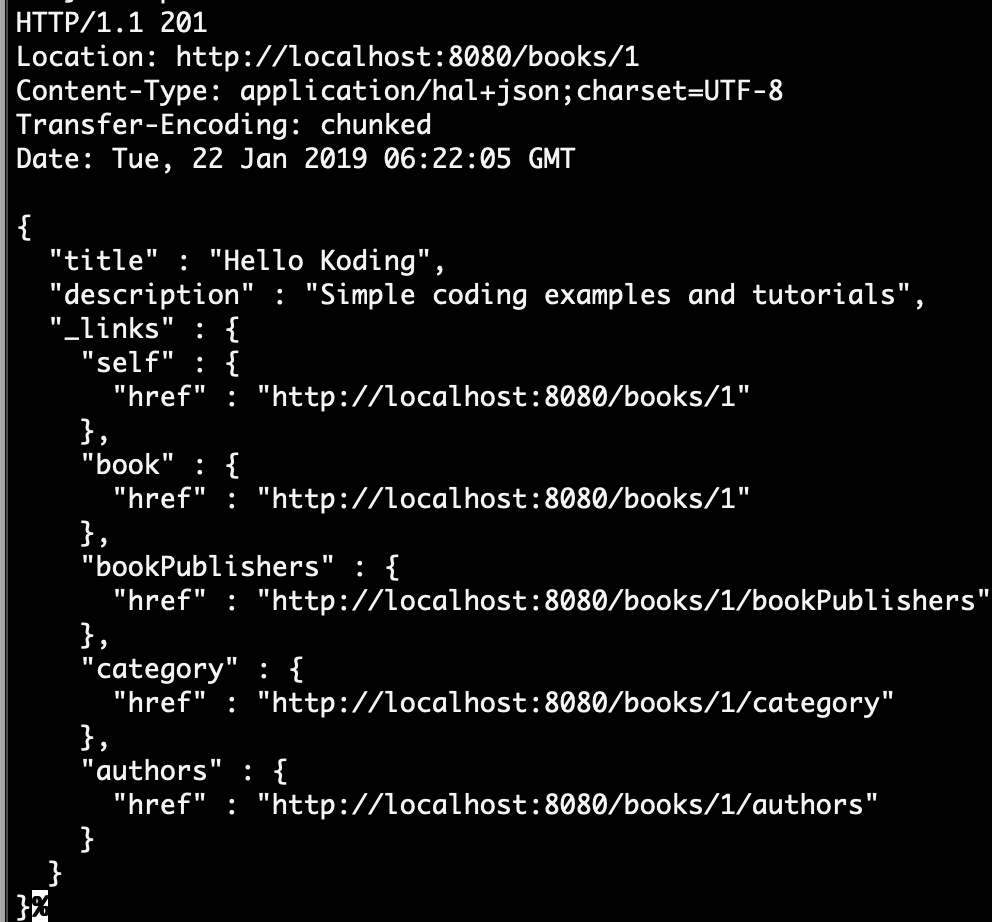 HTTP/1.1 201
Location: http://localhost:8080/books/1
Content-Type: application/hal+json;charset=UTF-8
Transfer-Encoding: chunked
Date: Tue, 22 Jan 2019 06:22:05 GMT

{
  "title" : "Hello Koding",
  "description" : "Simple coding examples and tutorials",
  "_links" : {
    "self" : {
      "href" : "http://localhost:8080/books/1"
    },
    "book" : {
      "href" : "http://localhost:8080/books/1"
    },
    "bookPublishers" : {
      "href" : "http://localhost:8080/books/1/bookPublishers"
    },
    "category" : {
      "href" : "http://localhost:8080/books/1/category"
    },
    "authors" : {
      "href" : "http://localhost:8080/books/1/authors"
    }
  }
}%